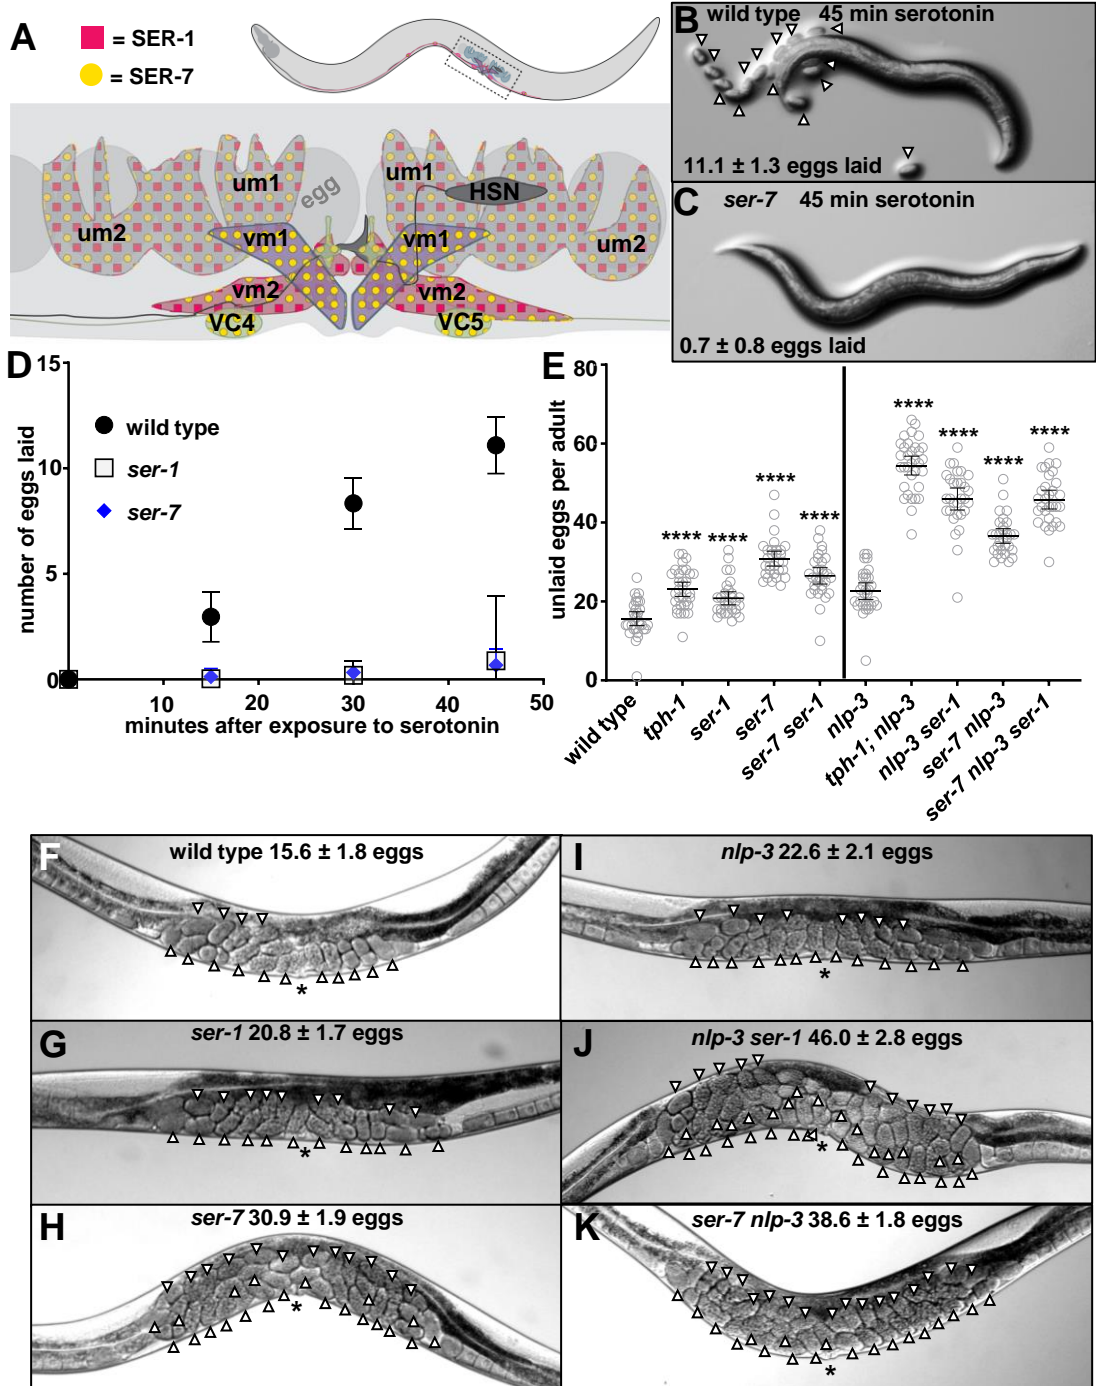 A
= SER-1
= SER-7
um1
um1
egg
HSN
um2
vm1
vm1
um2
vm2
vm2
VC4
VC5
B wild type 45 min serotonin
11.1 ± 1.3 eggs laid
C ser-7 45 min serotonin
0.7 ± 0.8 eggs laid
D
number of eggs laid
15
10
5
0
10
20
30
40
50
minutes after exposure to serotonin
wild type
ser-1
ser-7
E
unlaid eggs per adult
80
60
40
20
0
****
****
****
****
****
****
****
****
wild type
tph-1
ser-1
ser-7
ser-7 ser-1
nlp-3
tph-1; nlp-3
nlp-3 ser-1
ser-7 nlp-3
ser-7 nlp-3 ser-1
F wild type 15.6 ± 1.8 eggs
*
G ser-1 20.8 ± 1.7 eggs
*
H ser-7 30.9 ± 1.9 eggs
*
I nlp-3 22.6 ± 2.1 eggs
*
J nlp-3 ser-1 46.0 ± 2.8 eggs
*
K ser-7 nlp-3 38.6 ± 1.8 eggs
*